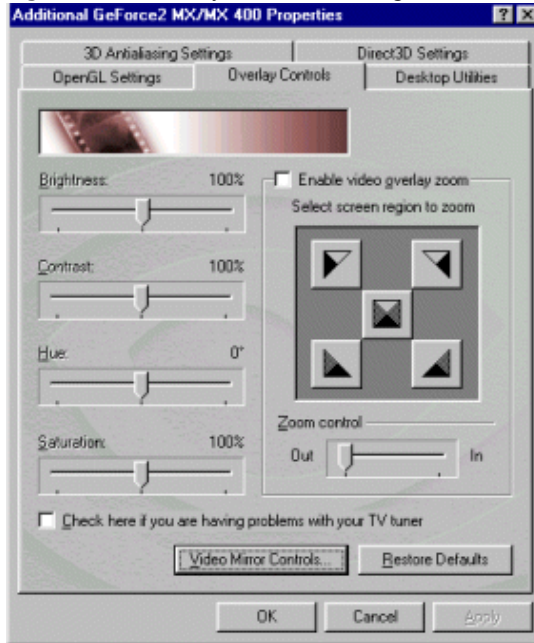 Additional GeForce2 MX/MX 400 Properties
3D Antialiasing Settings Direct3D Settings
OpenGL Settings Overlay Controls Desktop Utilities
Brightness: 100%
Enable video overlay zoom
Select screen region to zoom
Contrast: 100%
Hue: 0°
Zoom control
Saturation: 100%
Out In
Check here if you are having problems with your TV tuner
Video Mirror Controls... Restore Defaults
OK Cancel Apply